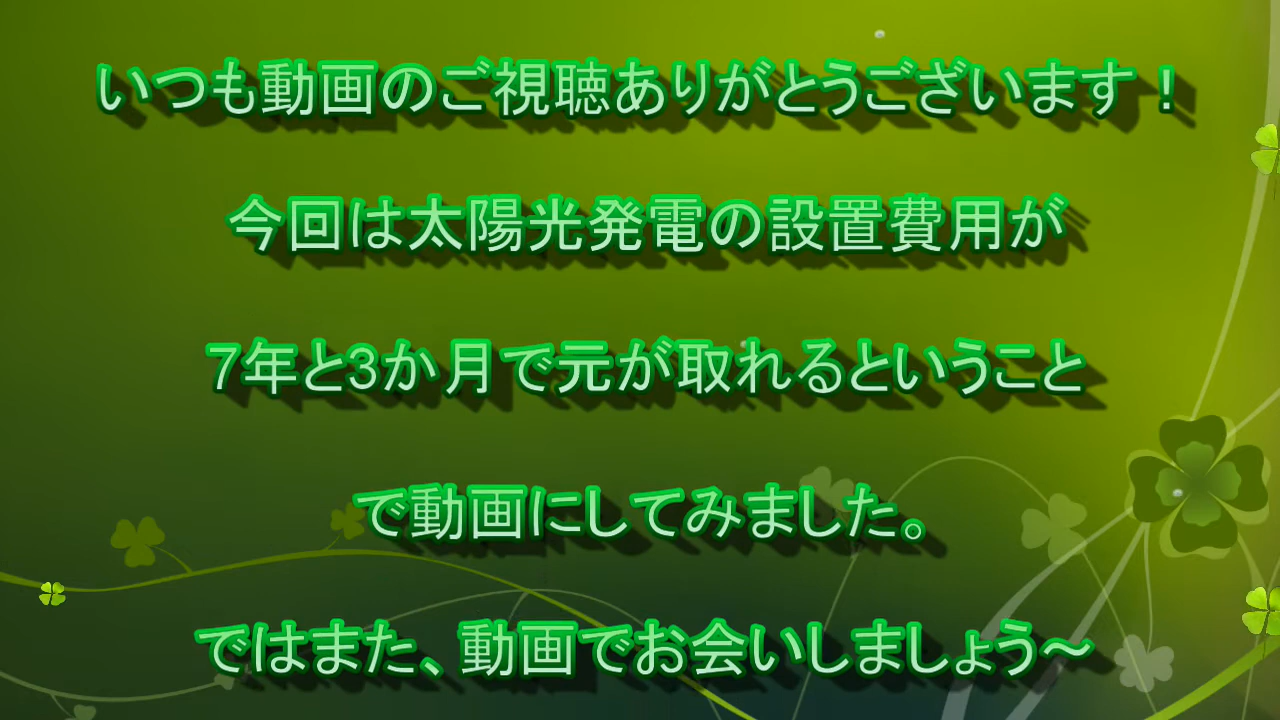 いつも動画のご視聴ありがとうございます！
今回は太陽光発電の設置費用が
7年と3か月で元が取れるということ
で動画にしてみました。
ではまた、動画でお会いしましょう～